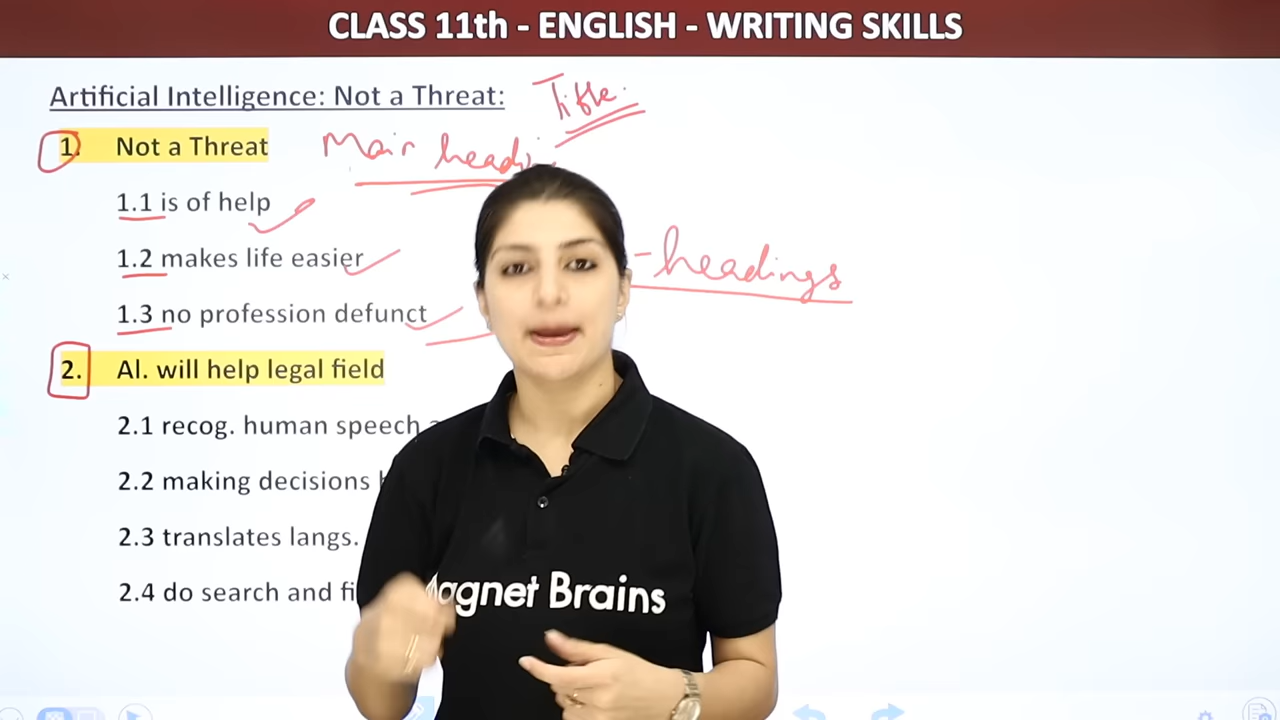 CLASS 11th - ENGLISH - WRITING SKILLS
Artificial Intelligence: Not a Threat: Title.
1. Not a Threat Main
1.1 is of help
1.2 makes life easier -headings
1.3 no profession defunct
2. Al. will help legal field
2.1 recog. human speech
2.2 making decisions
2.3 translates langs.
2.4 do search and
Magnet Brains